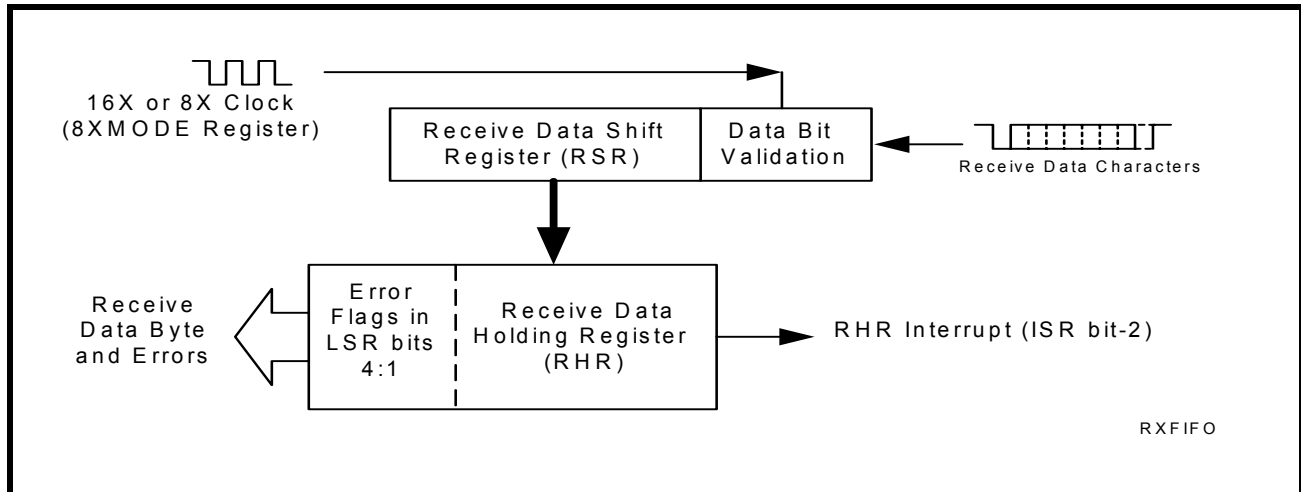 16X or 8X Clock
(8XMODE Register)
Receive Data Shift
Register (RSR)
Data Bit
Validation
Receive Data Characters
Receive
Data Byte
and Errors
Error
Flags in
LSR bits
4:1
Receive Data
Holding Register
(RHR)
RHR Interrupt (ISR bit-2)
RXFIFO